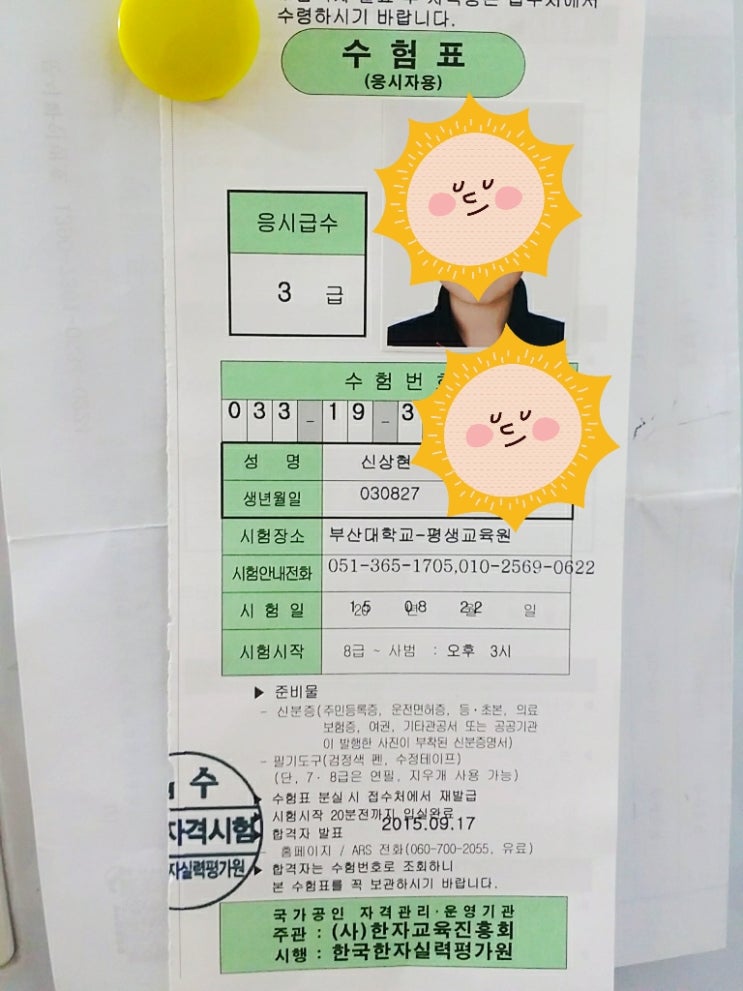 수령하시기 바랍니다.
수 험 표
(응시자용)
응시급수
3 급
수 험 번
033-19-3
성 명 신상현
생년월일 030827
시험장소 부산대학교-평생교육원
시험안내전화 051-365-1705,010-2569-0622
시 험 일 2015 년 08 월 22 일
시험시작 8급 ~ 사범 : 오후 3시
▶ 준비물
- 신분증(주민등록증, 운전면허증, 등·초본, 의료
보험증, 여권, 기타관공서 또는 공공기관
이 발행한 사진이 부착된 신분증명서)
- 필기도구(검정색 펜, 수정테이프)
(단, 7· 8급은 연필, 지우개 사용 가능)
▶ 수험표 분실 시 접수처에서 재발급
▶ 시험시작 20분전까지 입실완료
▶ 합격자 발표 2015.09.17
- 홈페이지 / ARS 전화(060-700-2055, 유료)
▶ 합격자는 수험번호로 조회하니
본 수험표를 꼭 보관하시기 바랍니다.
수
자격시험
자실력평가원
국가공인 자격관리·운영기관
주관 : (사)한자교육진흥회
시행 : 한국한자실력평가원